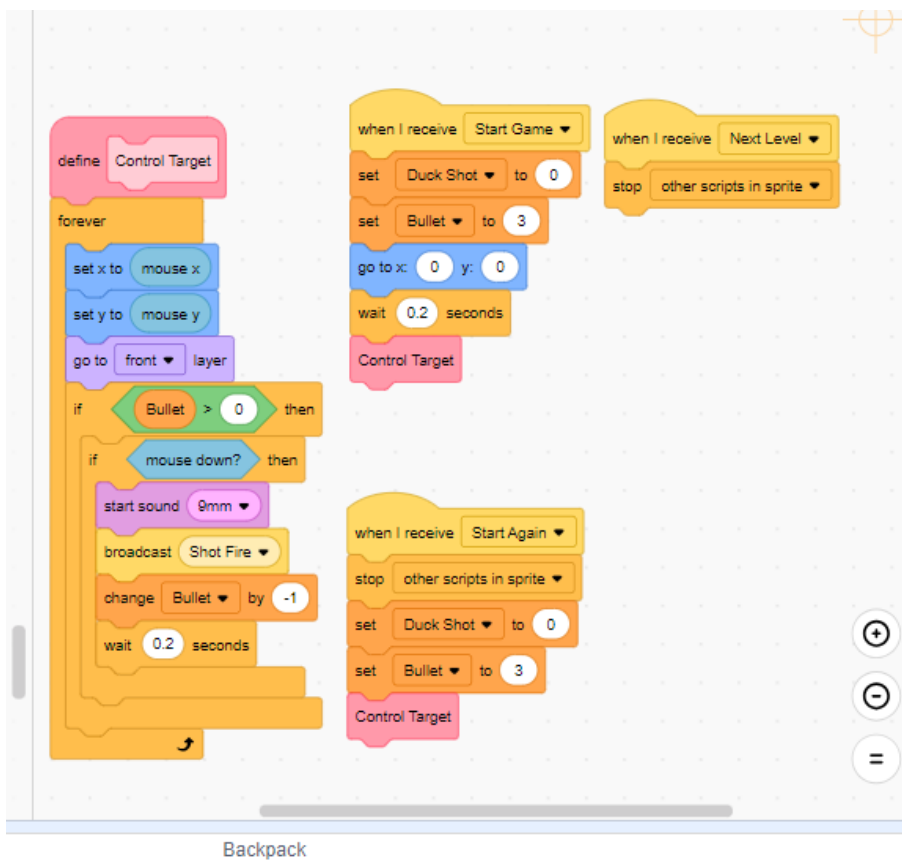 define Control Target
forever
set x to mouse x
set y to mouse y
go to front layer
if Bullet > 0 then
if mouse down? then
start sound 9mm
broadcast Shot Fire
change Bullet by -1
wait 0.2 seconds
when I receive Start Game
set Duck Shot to 0
set Bullet to 3
go to x: 0 y: 0
wait 0.2 seconds
Control Target
when I receive Next Level
stop other scripts in sprite
when I receive Start Again
stop other scripts in sprite
set Duck Shot to 0
set Bullet to 3
Control Target
Backpack